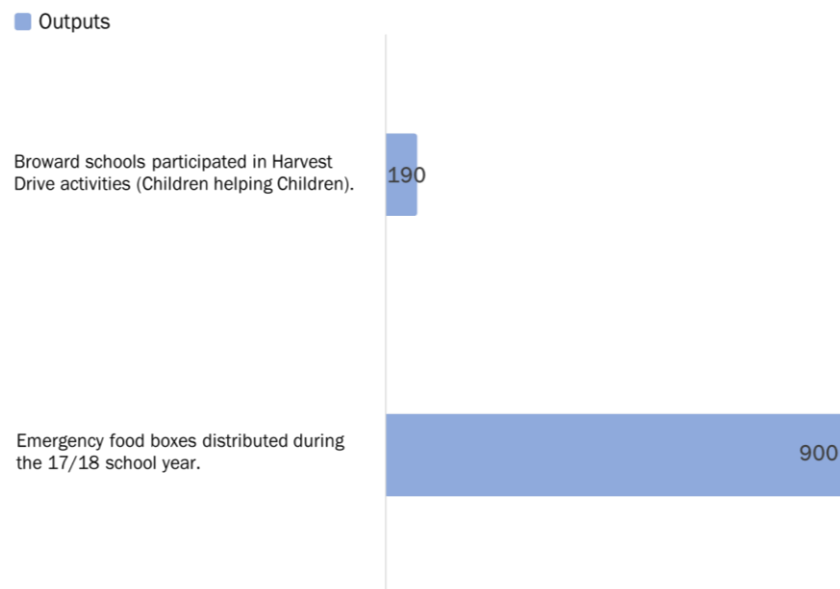 Outputs
Broward schools participated in Harvest
Drive activities (Children helping Children).
190
Emergency food boxes distributed during
the 17/18 school year.
900